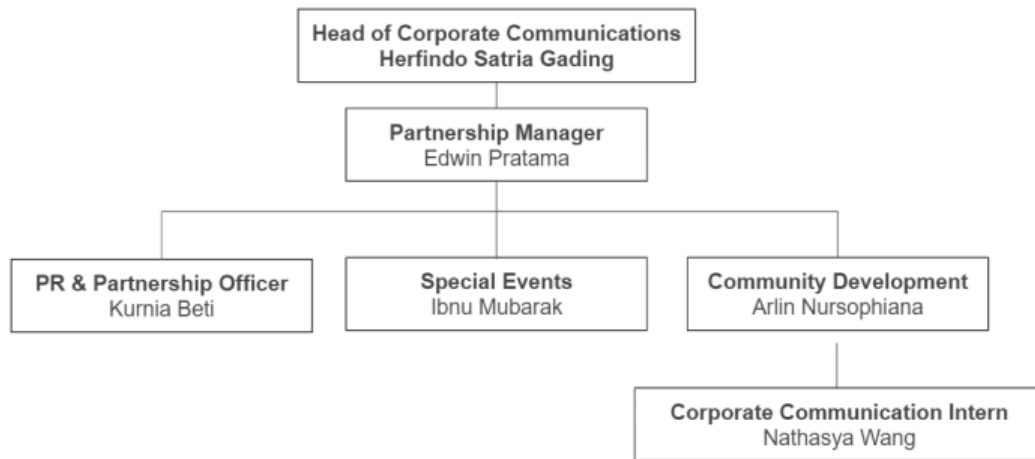 Head of Corporate Communications
Herfindo Satria Gading
Partnership Manager
Edwin Pratama
PR & Partnership Officer
Kurnia Beti
Special Events
Ibnu Mubarak
Community Development
Arlin Nursophiana
Corporate Communication Intern
Nathasya Wang